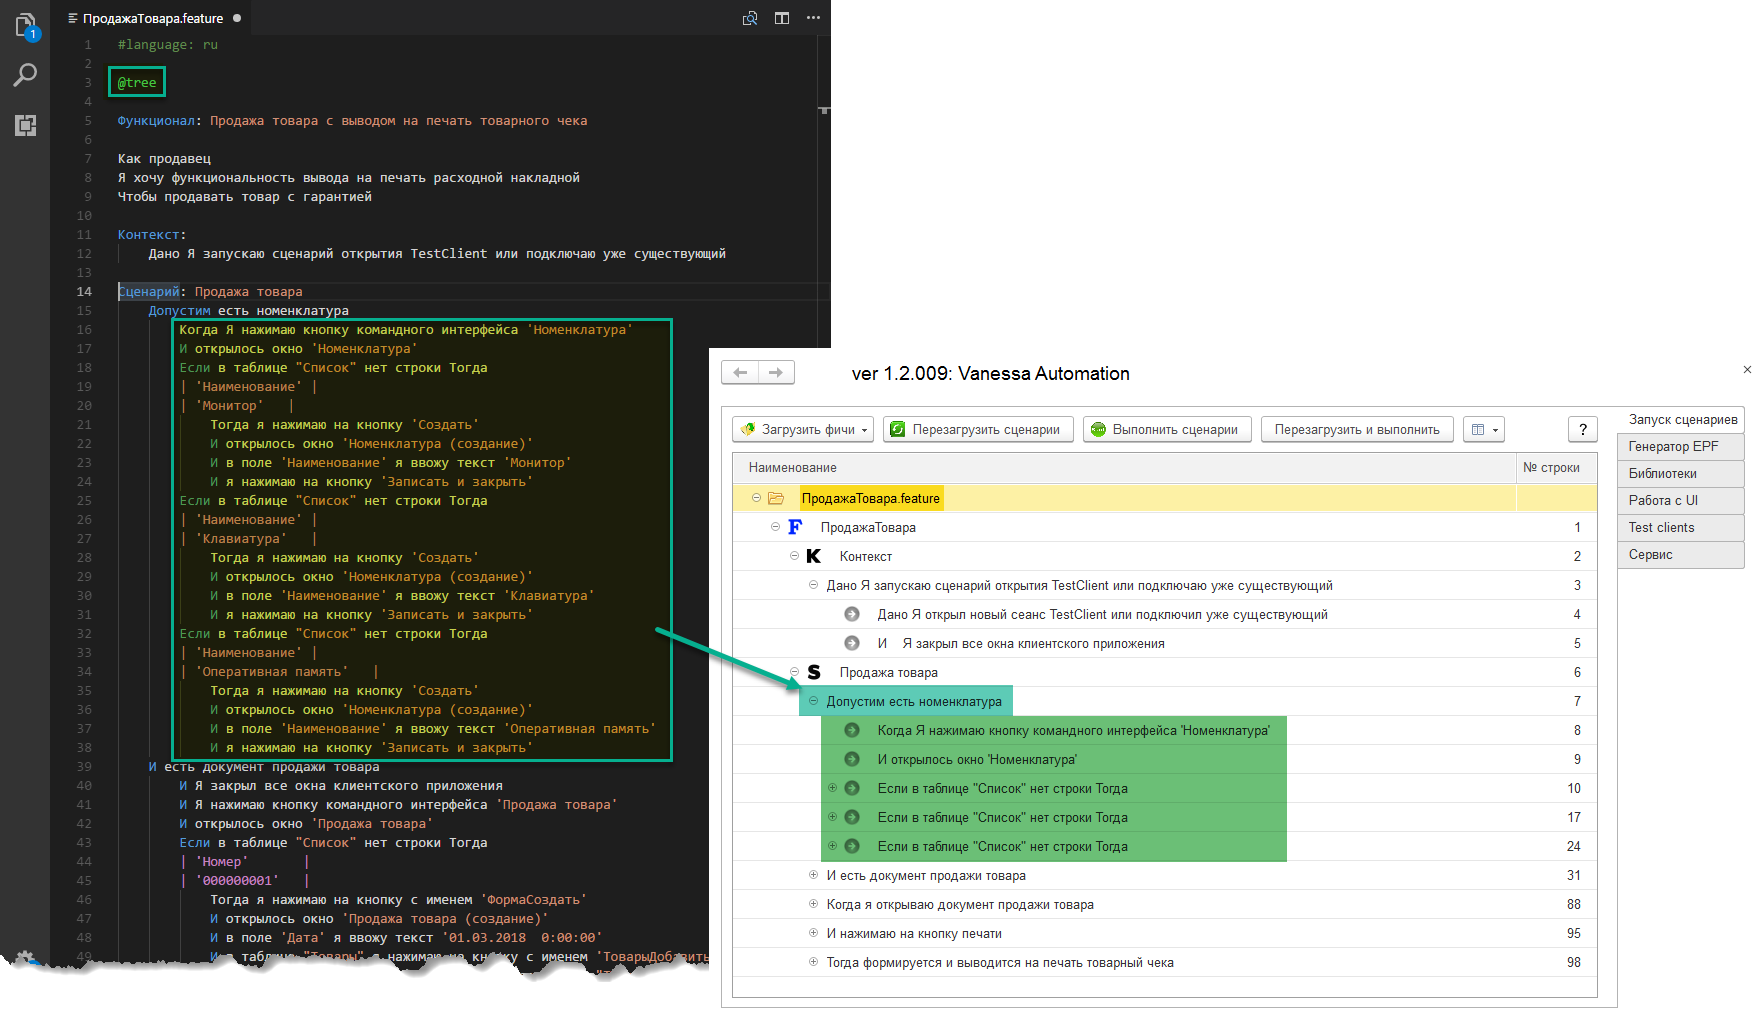 ПродажаТовара.feature
1
1 #language: ru
2
3 @tree
4
5 Функционал: Продажа товара с выводом на печать товарного чека
6
7 Как продавец
8 Я хочу функциональность вывода на печать расходной накладной
9 Чтобы продавать товар с гарантией
10
11 Контекст:
12 Дано Я запускаю сценарий открытия TestClient или подключаю уже существующий
13
14 Сценарий: Продажа товара
15 Допустим есть номенклатура
16 Когда Я нажимаю кнопку командного интерфейса 'Номенклатура'
17 И открылось окно 'Номенклатура'
18 Если в таблице "Список" нет строки Тогда
19 | 'Наименование' |
20 | 'Монитор' |
21 Тогда я нажимаю на кнопку 'Создать'
22 И открылось окно 'Номенклатура (создание)'
23 И в поле 'Наименование' я ввожу текст 'Монитор'
24 И я нажимаю на кнопку 'Записать и закрыть'
25 Если в таблице "Список" нет строки Тогда
26 | 'Наименование' |
27 | 'Клавиатура' |
28 Тогда я нажимаю на кнопку 'Создать'
29 И открылось окно 'Номенклатура (создание)'
30 И в поле 'Наименование' я ввожу текст 'Клавиатура'
31 И я нажимаю на кнопку 'Записать и закрыть'
32 Если в таблице "Список" нет строки Тогда
33 | 'Наименование' |
34 | 'Оперативная память' |
35 Тогда я нажимаю на кнопку 'Создать'
36 И открылось окно 'Номенклатура (создание)'
37 И в поле 'Наименование' я ввожу текст 'Оперативная память'
38 И я нажимаю на кнопку 'Записать и закрыть'
39 И есть документ продажи товара
40 И Я закрыл все окна клиентского приложения
41 И Я нажимаю кнопку командного интерфейса 'Продажа товара'
42 И открылось окно 'Продажа товара'
43 Если в таблице "Список" нет строки Тогда
44 | 'Номер' |
45 | '000000001' |
46 Тогда я нажимаю на кнопку с именем 'ФормаСоздать'
47 И открылось окно 'Продажа товара (создание)'
48 И в поле 'Дата' я ввожу текст '01.03.2018 0:00:00'
49 И в таблице "Товары" я нажимаю на кнопку с именем 'ТоварыДобавить
ver 1.2.009: Vanessa Automation
Загрузить фичи
Перезагрузить сценарии
Выполнить сценарии
Перезагрузить и выполнить
?
Наименование № строки
ПродажаТовара.feature
F ПродажаТовара 1
K Контекст 2
Дано Я запускаю сценарий открытия TestClient или подключаю уже существующий 3
Дано Я открыл новый сеанс TestClient или подключил уже существующий 4
И Я закрыл все окна клиентского приложения 5
S Продажа товара 6
Допустим есть номенклатура 7
Когда Я нажимаю кнопку командного интерфейса 'Номенклатура' 8
И открылось окно 'Номенклатура' 9
Если в таблице "Список" нет строки Тогда 10
Если в таблице "Список" нет строки Тогда 17
Если в таблице "Список" нет строки Тогда 24
И есть документ продажи товара 31
Когда я открываю документ продажи товара 88
И нажимаю на кнопку печати 95
Тогда формируется и выводится на печать товарный чека 98
Запуск сценариев
Генератор EPF
Библиотеки
Работа с UI
Test clients
Сервис